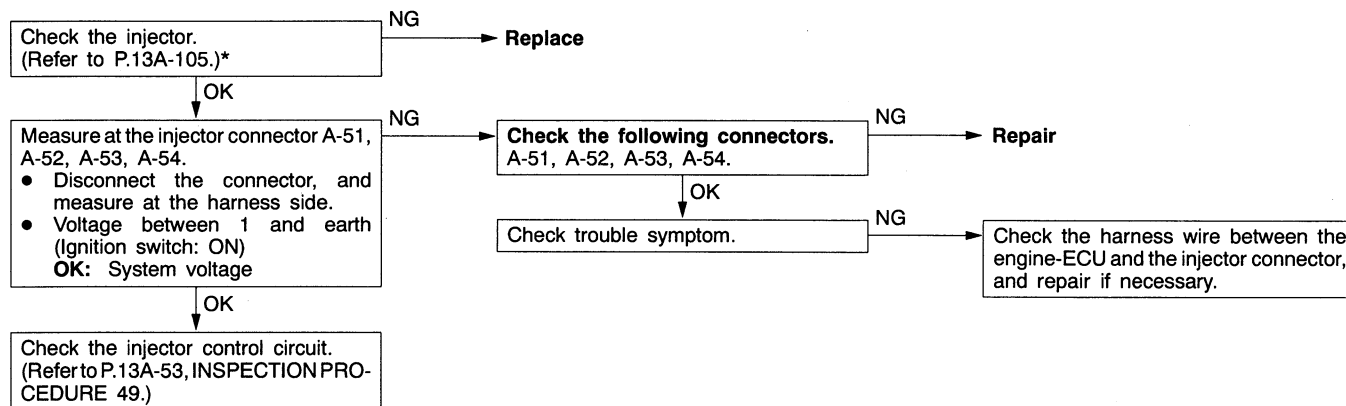 Check the injector.
(Refer to P.13A-105.)*
NG
Replace
OK
Measure at the injector connector A-51,
A-52, A-53, A-54.
● Disconnect the connector, and
measure at the harness side.
● Voltage between 1 and earth
(Ignition switch: ON)
OK: System voltage
NG
Check the following connectors.
A-51, A-52, A-53, A-54.
NG
Repair
OK
Check trouble symptom.
NG
Check the harness wire between the
engine-ECU and the injector connector,
and repair if necessary.
OK
Check the injector control circuit.
(Refer to P.13A-53, INSPECTION PRO-
CEDURE 49.)